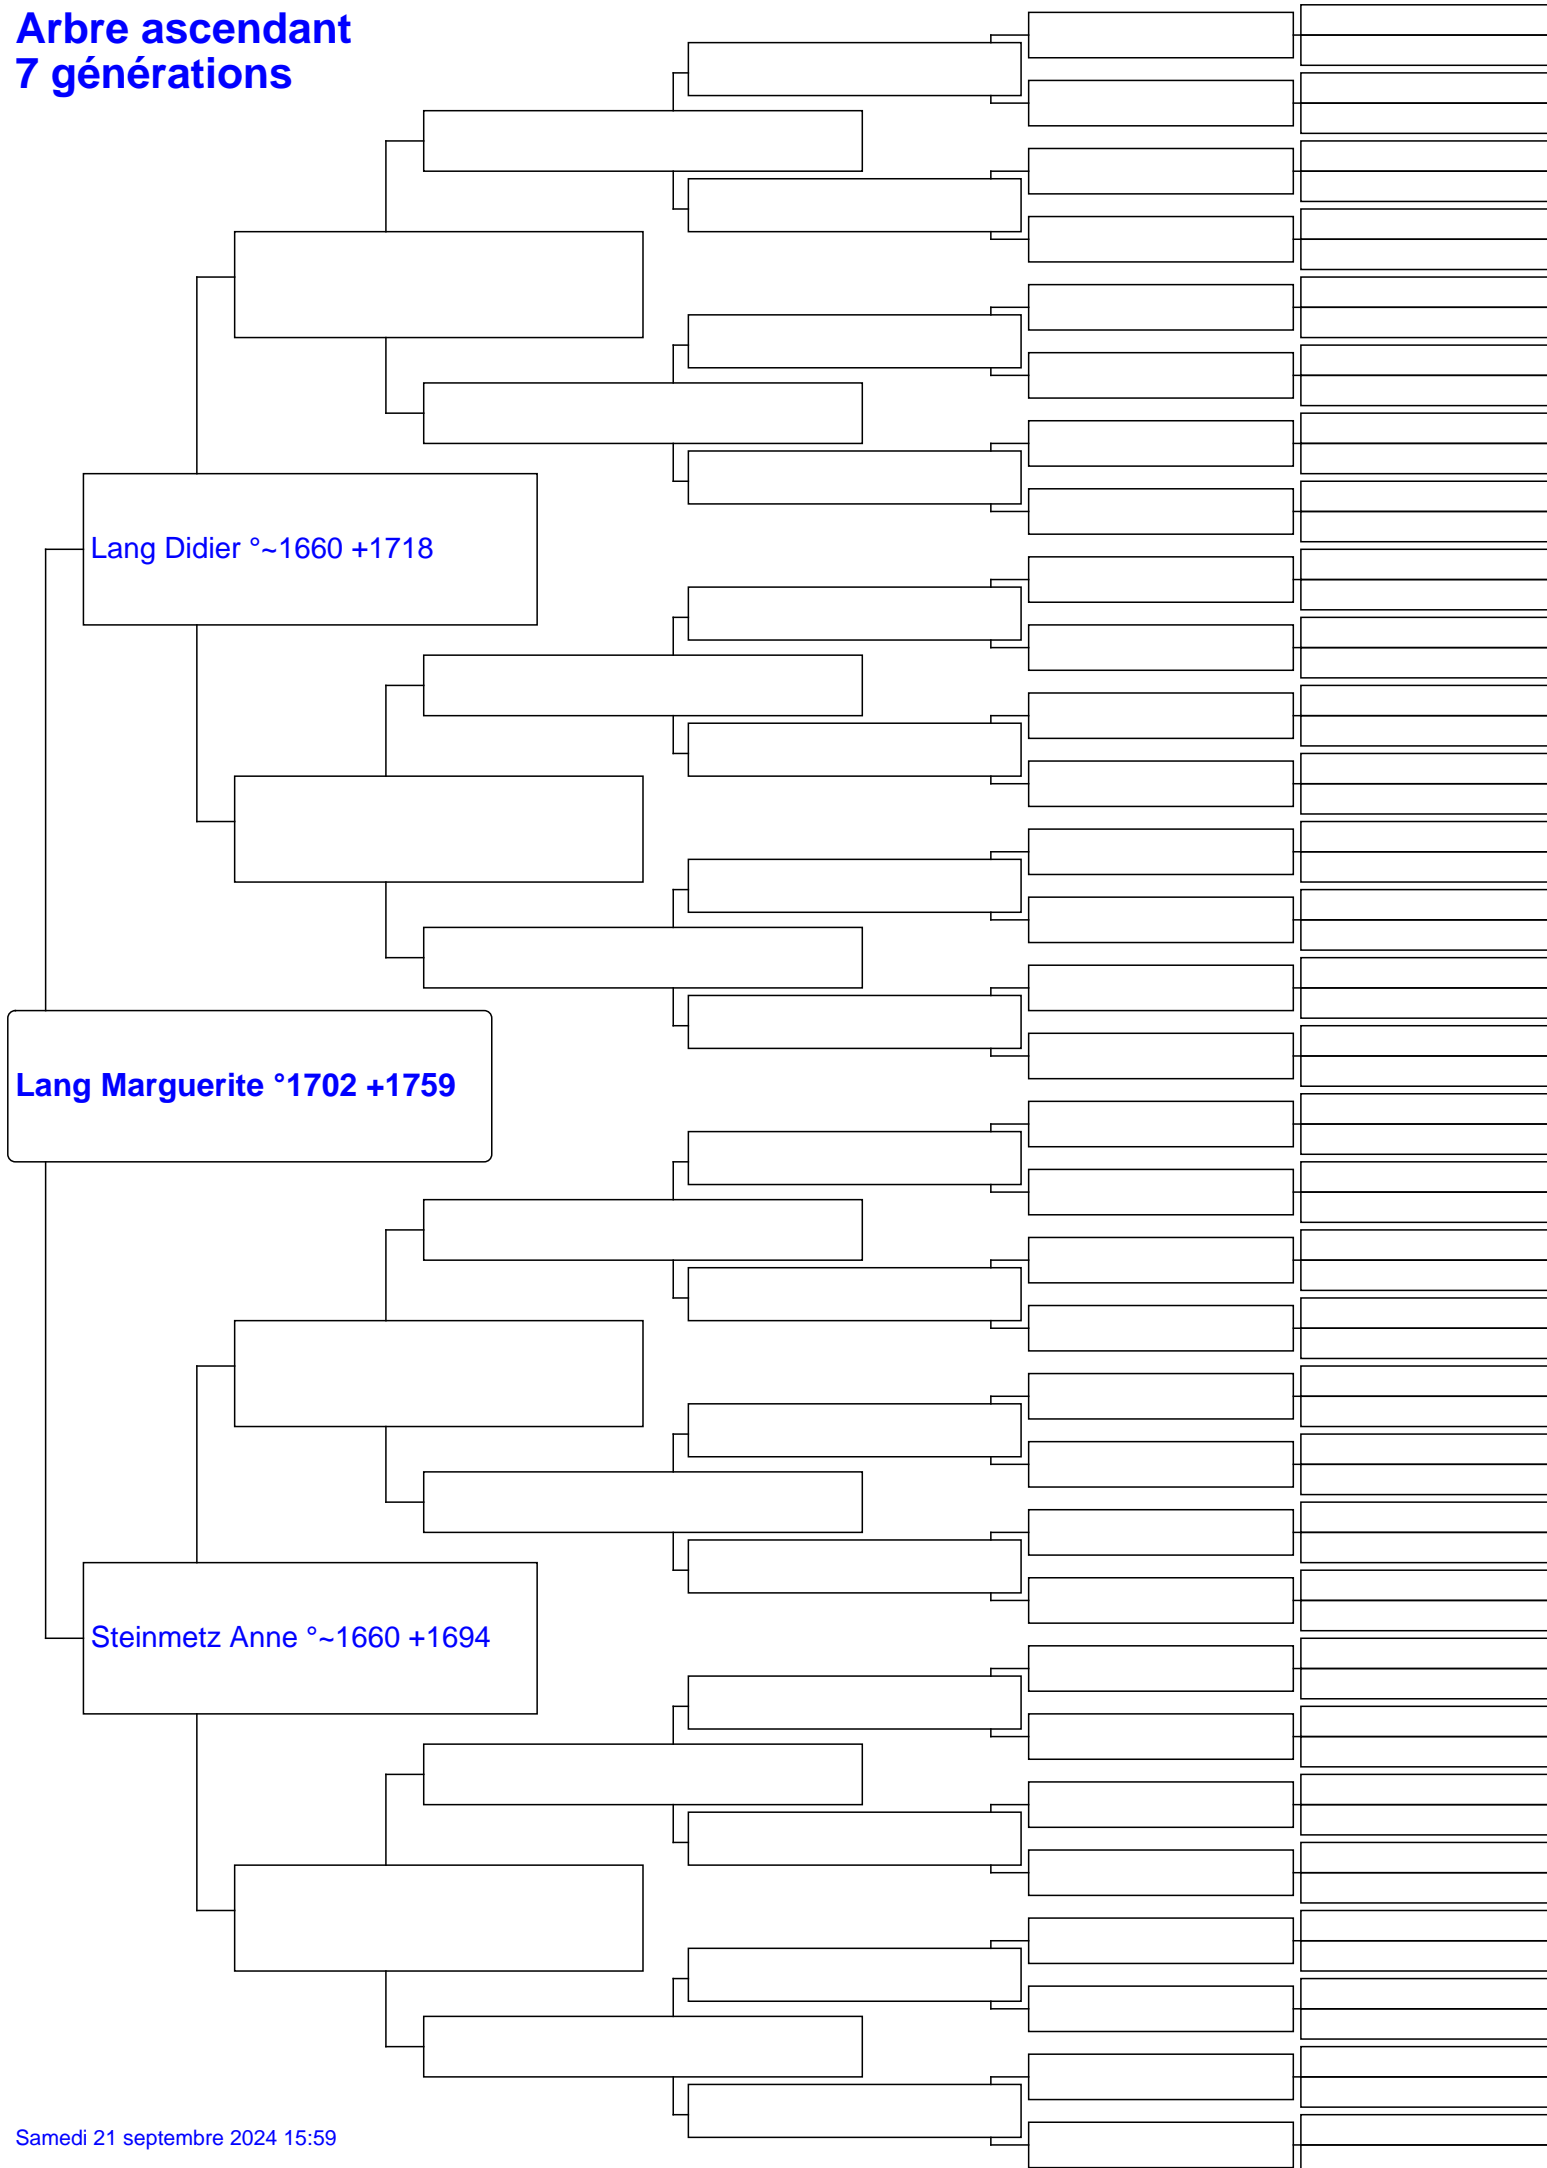 Arbre ascendant
7 générations
Lang Didier °~1660 +1718
Lang Marguerite °1702 +1759
Steinmetz Anne °~1660 +1694
Samedi 21 septembre 2024 15:59